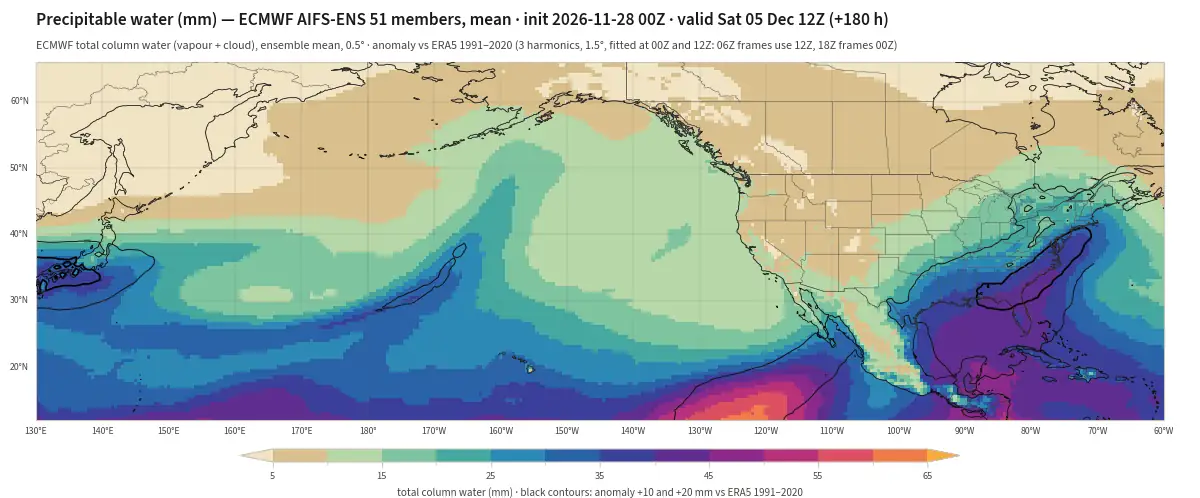 Precipitable water (mm) — ECMWF AIFS-ENS 51 members, mean · init 2026-11-28 00Z · valid Sat 05 Dec 12Z (+180 h)
ECMWF total column water (vapour + cloud), ensemble mean, 0.5° · anomaly vs ERA5 1991–2020 (3 harmonics, 1.5°, fitted at 00Z and 12Z: 06Z frames use 12Z, 18Z frames 00Z)
60°N
50°N
40°N
30°N
20°N
130°E 140°E 150°E 160°E 170°E 180° 170°W 160°W 150°W 140°W 130°W 120°W 110°W 100°W 90°W 80°W 70°W 60°W
5 15 25 35 45 55 65
total column water (mm) · black contours: anomaly +10 and +20 mm vs ERA5 1991–2020